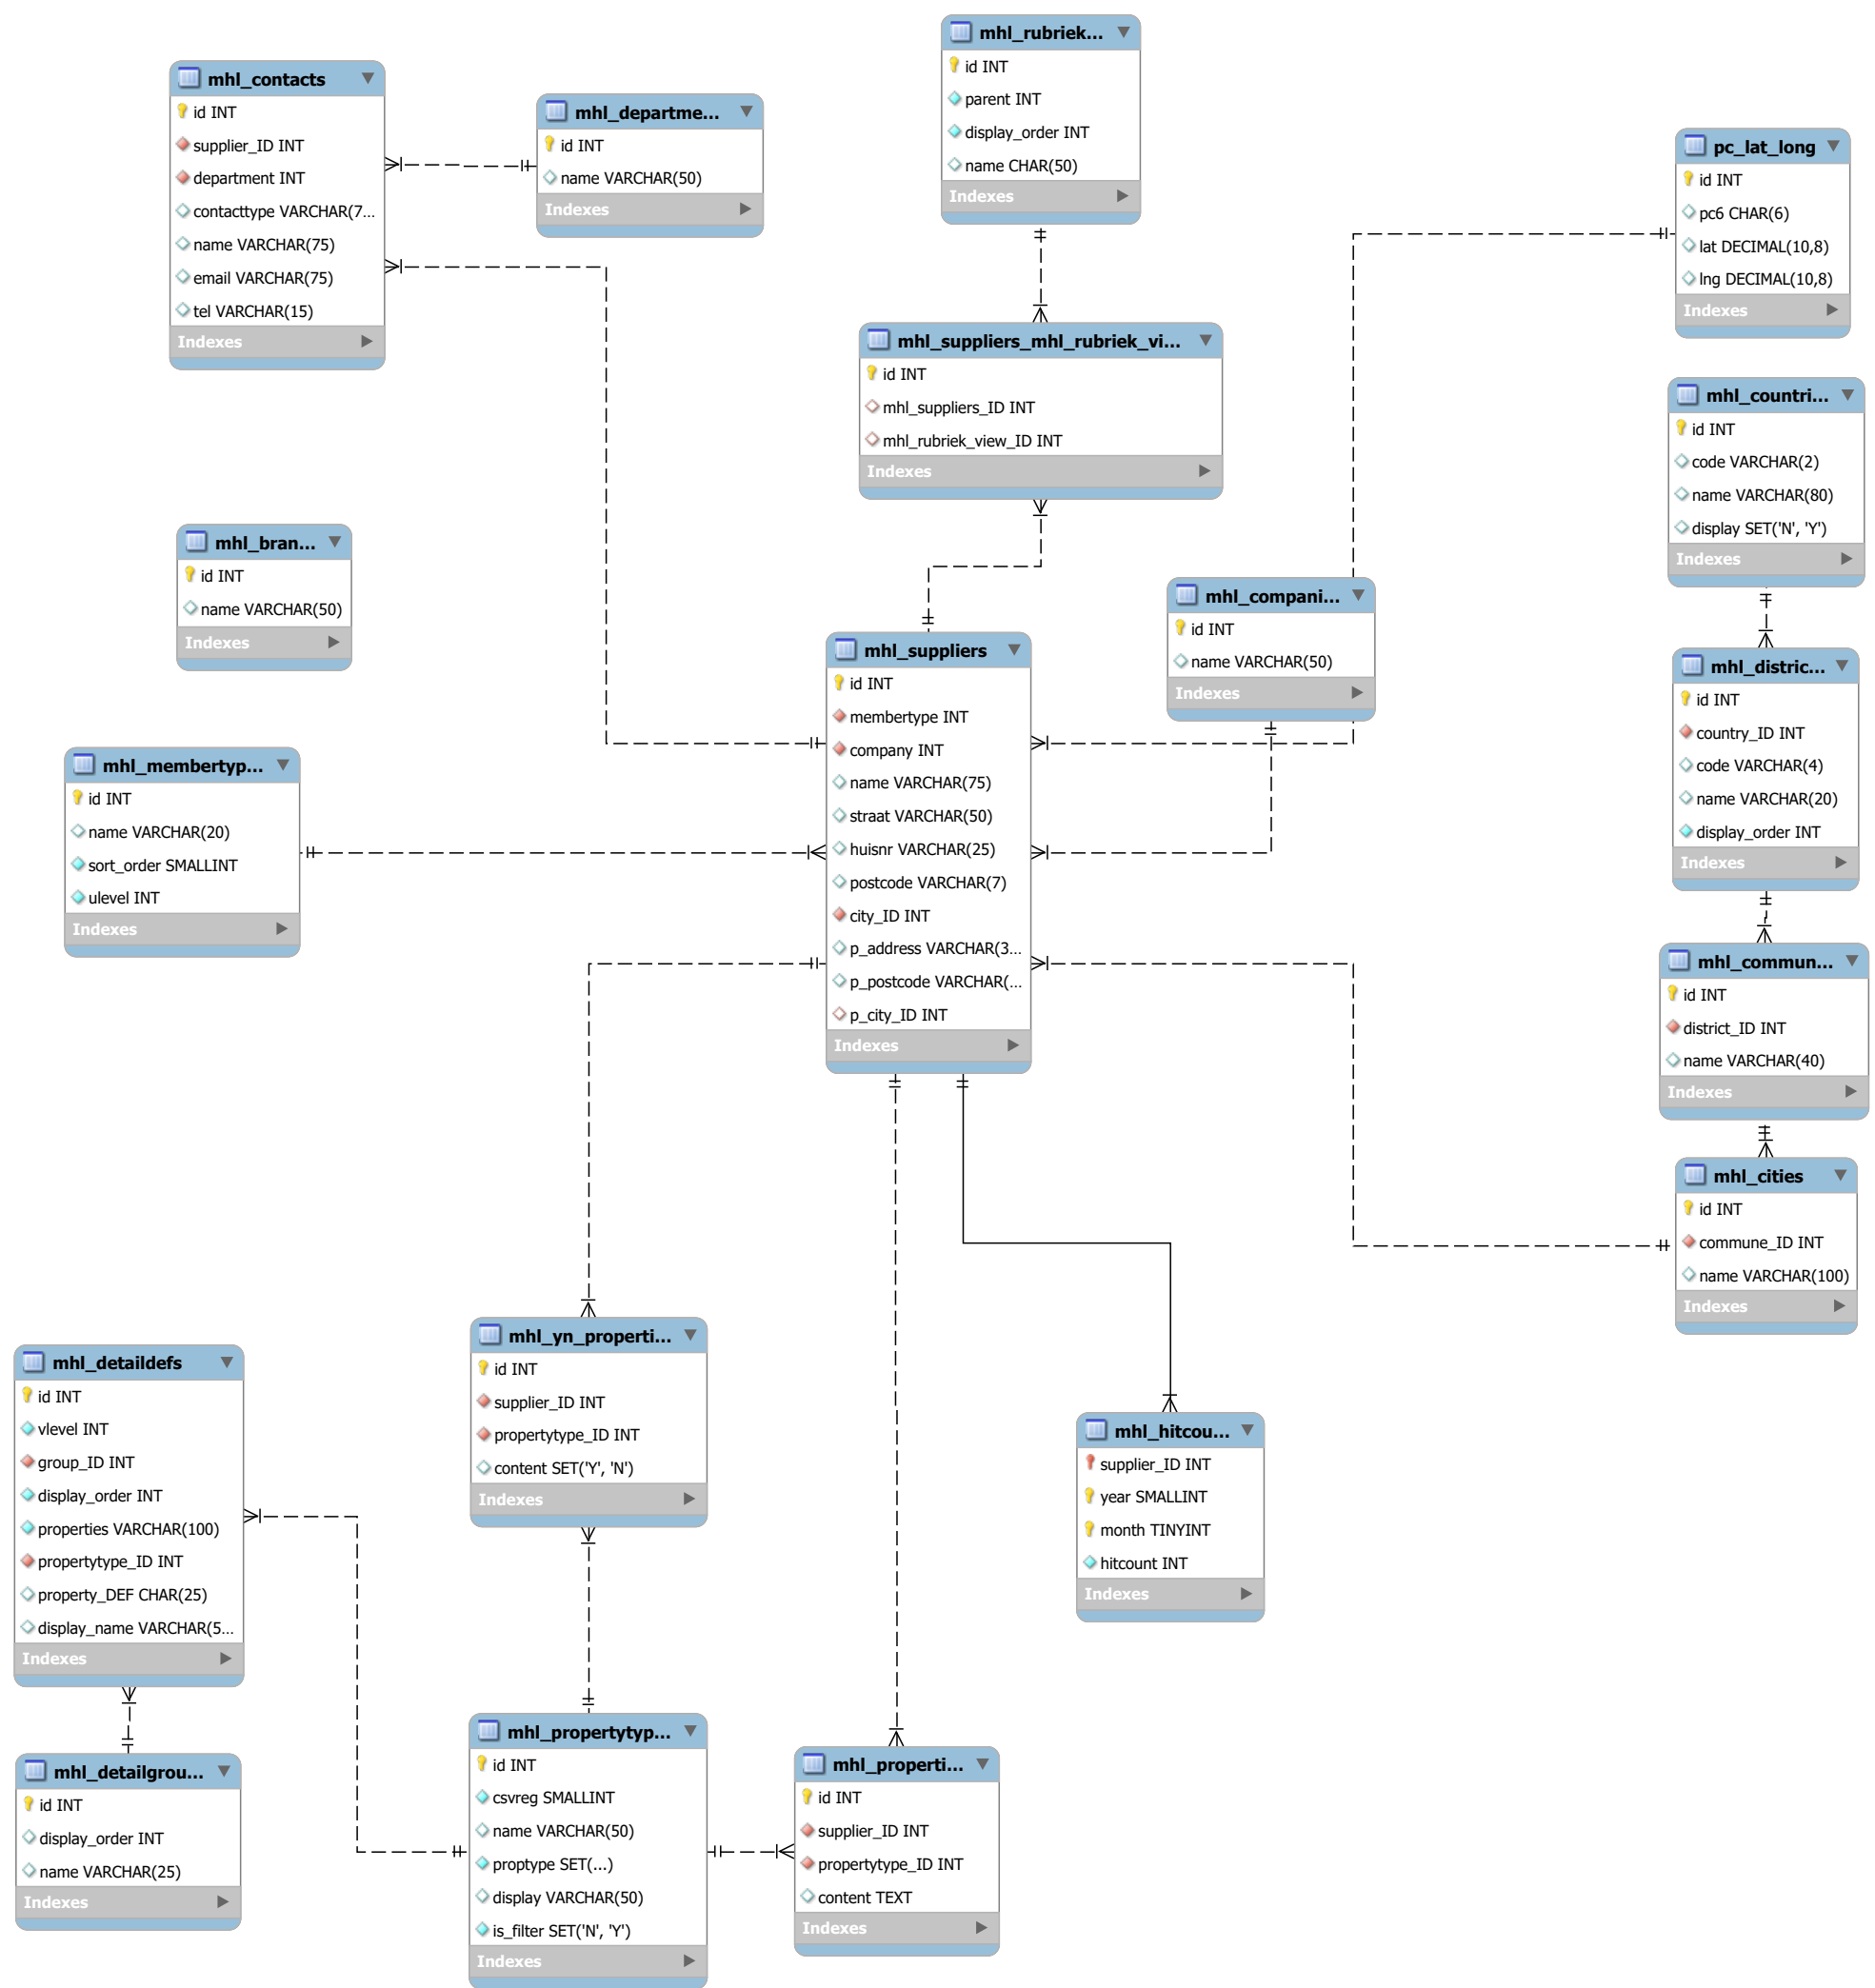 mhl_rubriek...
id INT
parent INT
display_order INT
name CHAR(50)
Indexes
mhl_contacts
id INT
supplier_ID INT
department INT
contacttype VARCHAR(7...
name VARCHAR(75)
email VARCHAR(75)
tel VARCHAR(15)
Indexes
mhl_departme...
id INT
name VARCHAR(50)
Indexes
pc_lat_long
id INT
pc6 CHAR(6)
lat DECIMAL(10,8)
lng DECIMAL(10,8)
Indexes
mhl_suppliers_mhl_rubriek_vi...
id INT
mhl_suppliers_ID INT
mhl_rubriek_view_ID INT
Indexes
mhl_countri...
id INT
code VARCHAR(2)
name VARCHAR(80)
display SET('N', 'Y')
Indexes
mhl_bran...
id INT
name VARCHAR(50)
Indexes
mhl_compani...
id INT
name VARCHAR(50)
Indexes
mhl_suppliers
id INT
membertype INT
company INT
name VARCHAR(75)
straat VARCHAR(50)
huisnr VARCHAR(25)
postcode VARCHAR(7)
city_ID INT
p_address VARCHAR(3...
p_postcode VARCHAR(...
p_city_ID INT
Indexes
mhl_distric...
id INT
country_ID INT
code VARCHAR(4)
name VARCHAR(20)
display_order INT
Indexes
mhl_membertyp...
id INT
name VARCHAR(20)
sort_order SMALLINT
ulevel INT
Indexes
mhl_commun...
id INT
district_ID INT
name VARCHAR(40)
Indexes
mhl_cities
id INT
commune_ID INT
name VARCHAR(100)
Indexes
mhl_yn_properti...
id INT
supplier_ID INT
propertytype_ID INT
content SET('Y', 'N')
Indexes
mhl_detaildefs
id INT
vlevel INT
group_ID INT
display_order INT
properties VARCHAR(100)
propertytype_ID INT
property_DEF CHAR(25)
display_name VARCHAR(5...
Indexes
mhl_hitcou...
supplier_ID INT
year SMALLINT
month TINYINT
hitcount INT
Indexes
mhl_detailgrou...
id INT
display_order INT
name VARCHAR(25)
Indexes
mhl_propertytyp...
id INT
csvreg SMALLINT
name VARCHAR(50)
proptype SET(...)
display VARCHAR(50)
is_filter SET('N', 'Y')
Indexes
mhl_properti...
id INT
supplier_ID INT
propertytype_ID INT
content TEXT
Indexes